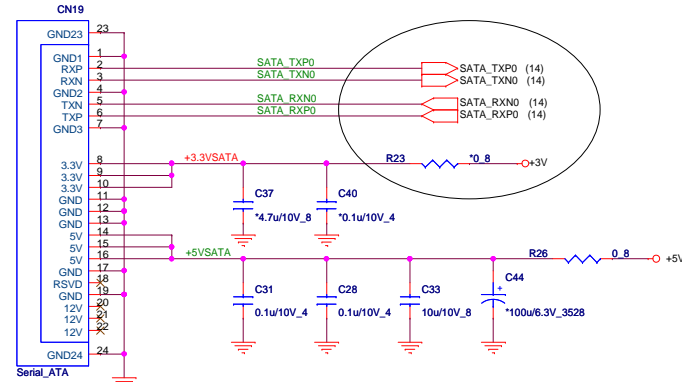 CN19
GND23 23
GND1 1
RXP 2 SATA_TXP0 SATA_TXP0 (14)
RXN 3 SATA_TXN0 SATA_TXN0 (14)
GND2 4
TXN 5 SATA_RXN0 SATA_RXN0 (14)
TXP 6 SATA_RXP0 SATA_RXP0 (14)
GND3 7
3.3V 8 +3.3VSATA R23 *0_8 +3V
3.3V 9
3.3V 10
GND 11
GND 12
GND 13
5V 14
5V 15
5V 16 +5VSATA R26 0_8 +5V
GND 17
RSVD 18
GND 19
12V 20
12V 21
12V 22
GND24 24
C37
*4.7u/10V_8
C40
*0.1u/10V_4
C31
0.1u/10V_4
C28
0.1u/10V_4
C33
10u/10V_8
C44
+
*100u/6.3V_3528
Serial_ATA